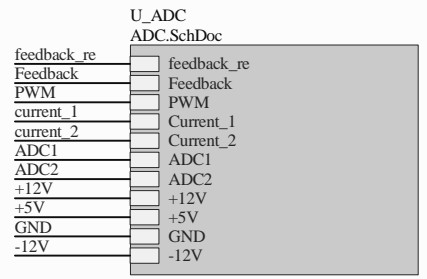 U_ADC
ADC.SchDoc
feedback_re feedback_re
Feedback Feedback
PWM PWM
current_1 Current_1
current_2 Current_2
ADC1 ADC1
ADC2 ADC2
+12V +12V
+5V +5V
GND GND
-12V -12V